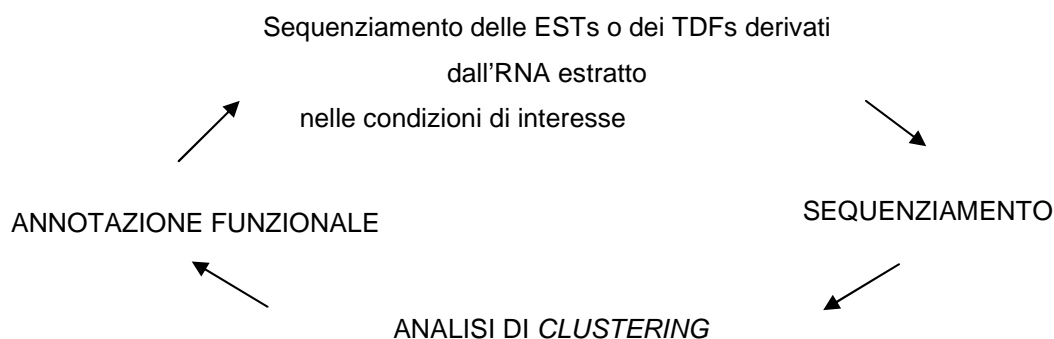 Sequenziamento delle ESTs o dei TDFs derivati
dall'RNA estratto
nelle condizioni di interesse
SEQUENZIAMENTO
ANNOTAZIONE FUNZIONALE
ANALISI DI CLUSTERING